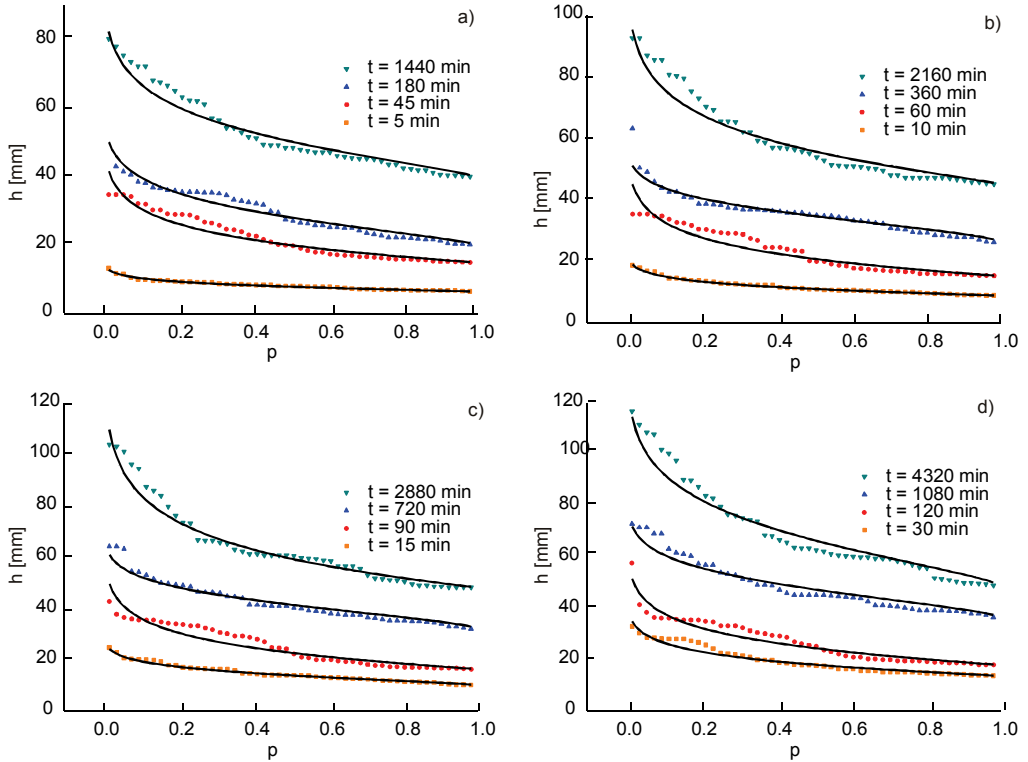 a)
h [mm]
80
60
40
20
0
t = 1440 min
t = 180 min
t = 45 min
t = 5 min
0.0 0.2 0.4 0.6 0.8 1.0
p
b)
h [mm]
100
80
60
40
20
0
t = 2160 min
t = 360 min
t = 60 min
t = 10 min
0.0 0.2 0.4 0.6 0.8 1.0
p
c)
h [mm]
120
100
80
60
40
20
0
t = 2880 min
t = 720 min
t = 90 min
t = 15 min
0.0 0.2 0.4 0.6 0.8 1.0
p
d)
h [mm]
120
100
80
60
40
20
0
t = 4320 min
t = 1080 min
t = 120 min
t = 30 min
0.0 0.2 0.4 0.6 0.8 1.0
p